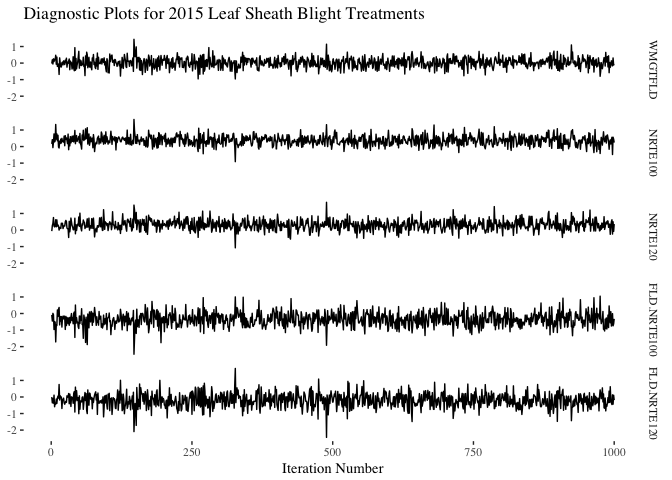 Diagnostic Plots for 2015 Leaf Sheath Blight Treatments
1
0
-1
-2
WMGTFLD
1
0
-1
-2
NRTE100
1
0
-1
-2
NRTE120
1
0
-1
-2
FLD.NRTE100
1
0
-1
-2
FLD.NRTE120
0 250 500 750 1000
Iteration Number